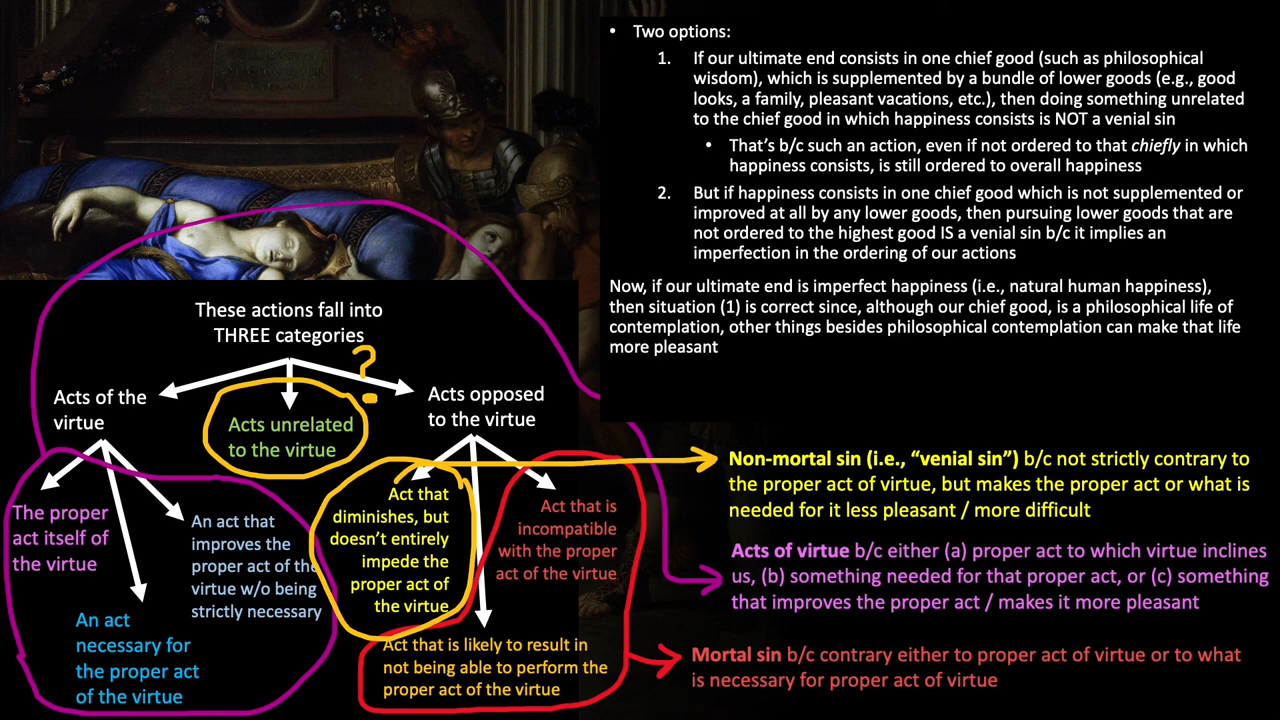 • Two options:
1. If our ultimate end consists in one chief good (such as philosophical
wisdom), which is supplemented by a bundle of lower goods (e.g., good
looks, a family, pleasant vacations, etc.), then doing something unrelated
to the chief good in which happiness consists is NOT a venial sin
• That's b/c such an action, even if not ordered to that chiefly in which
happiness consists, is still ordered to overall happiness
2. But if happiness consists in one chief good which is not supplemented or
improved at all by any lower goods, then pursuing lower goods that are
not ordered to the highest good IS a venial sin b/c it implies an
imperfection in the ordering of our actions
Now, if our ultimate end is imperfect happiness (i.e., natural human happiness),
then situation (1) is correct since, although our chief good, is a philosophical life of
contemplation, other things besides philosophical contemplation can make that life
more pleasant
These actions fall into
THREE categories
?
Acts of the
virtue
Acts unrelated
to the virtue
Acts opposed
to the virtue
The proper
act itself of
the virtue
An act
necessary for
the proper act
of the virtue
An act that
improves the
proper act of the
virtue w/o being
strictly necessary
Act that
diminishes, but
doesn't entirely
impede the
proper act of
the virtue
Act that is likely to result in
not being able to perform the
proper act of the virtue
Act that is
incompatible
with the proper
act of the virtue
Non-mortal sin (i.e., "venial sin") b/c not strictly contrary to
the proper act of virtue, but makes the proper act or what is
needed for it less pleasant / more difficult
Acts of virtue b/c either (a) proper act to which virtue inclines
us, (b) something needed for that proper act, or (c) something
that improves the proper act / makes it more pleasant
Mortal sin b/c contrary either to proper act of virtue or to what
is necessary for proper act of virtue